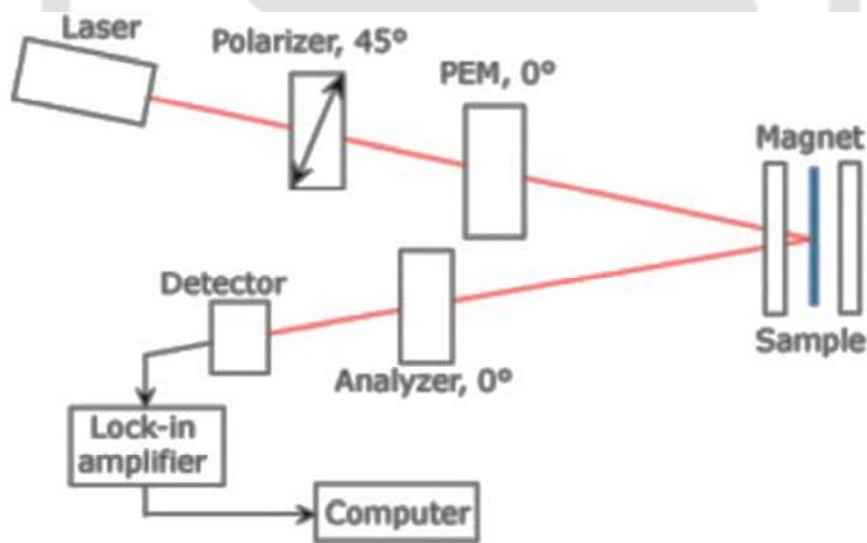 Laser
Polarizer, 45°
PEM, 0°
Magnet
Detector
Sample
Analyzer, 0°
Lock-in
amplifier
Computer